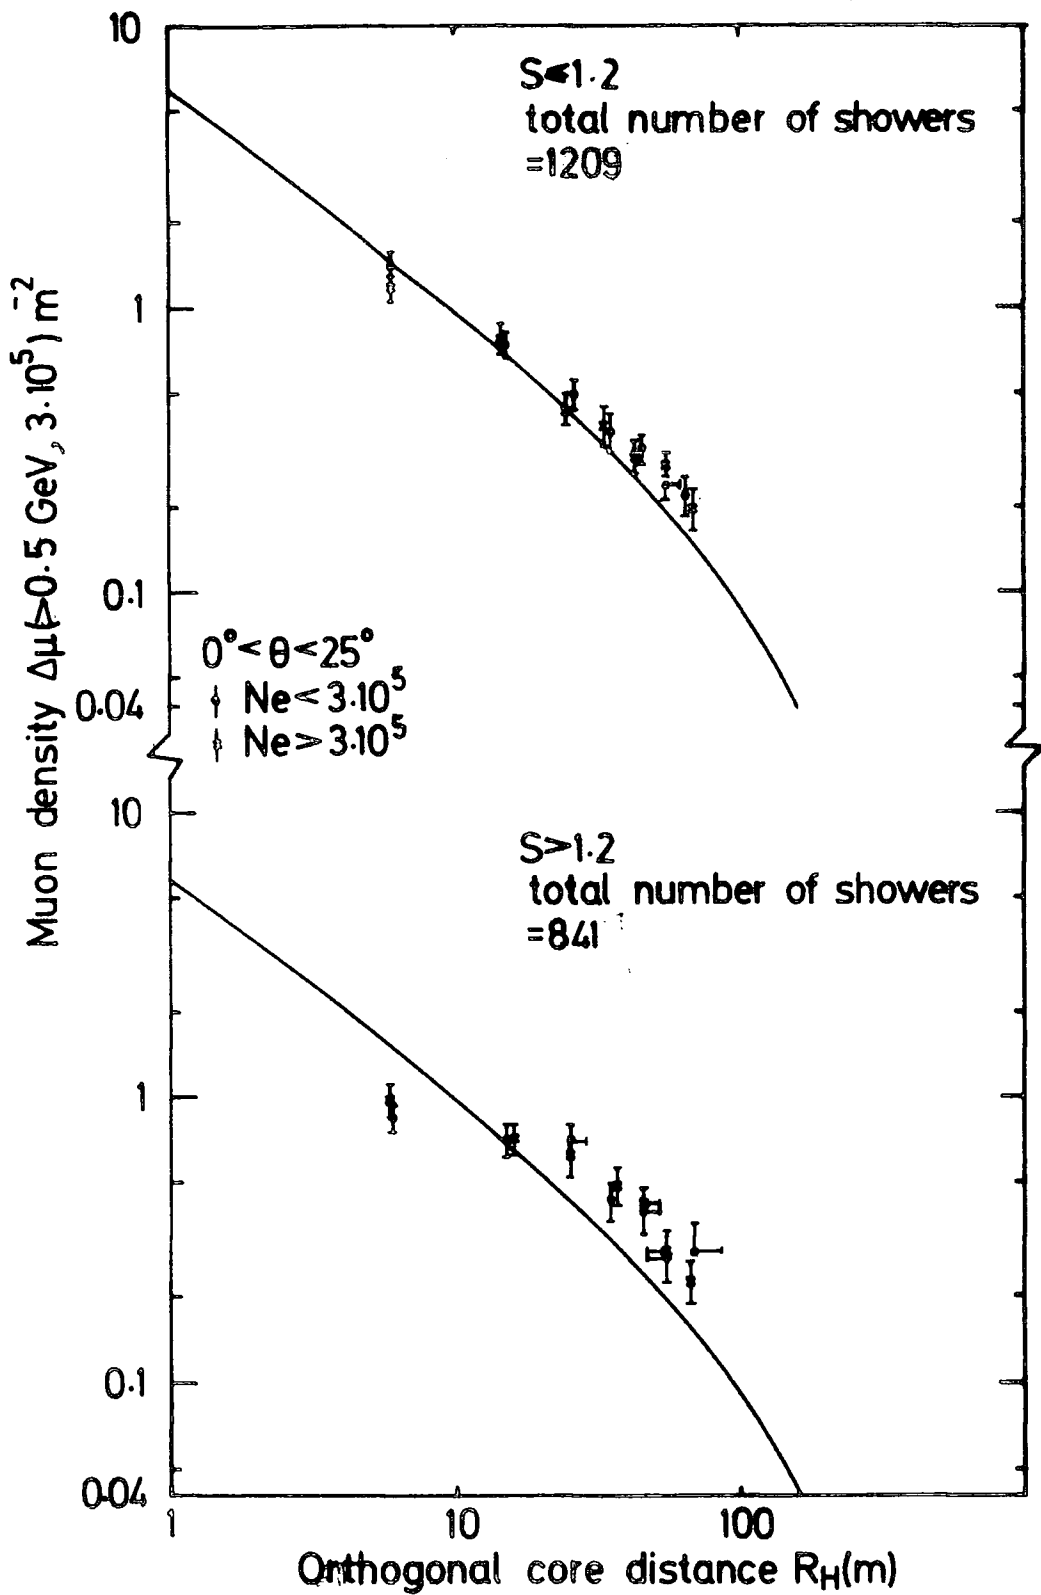 10
1
0.1
0.04
S≤1.2
total number of showers
=1209
0°<θ<25°
Ne<3.10⁵
Ne>3.10⁵
Muon density Δμ(>0.5 GeV, 3.10⁵) m⁻²
10
1
0.1
0.04
S>1.2
total number of showers
=841
1 10 100
Orthogonal core distance R_H(m)